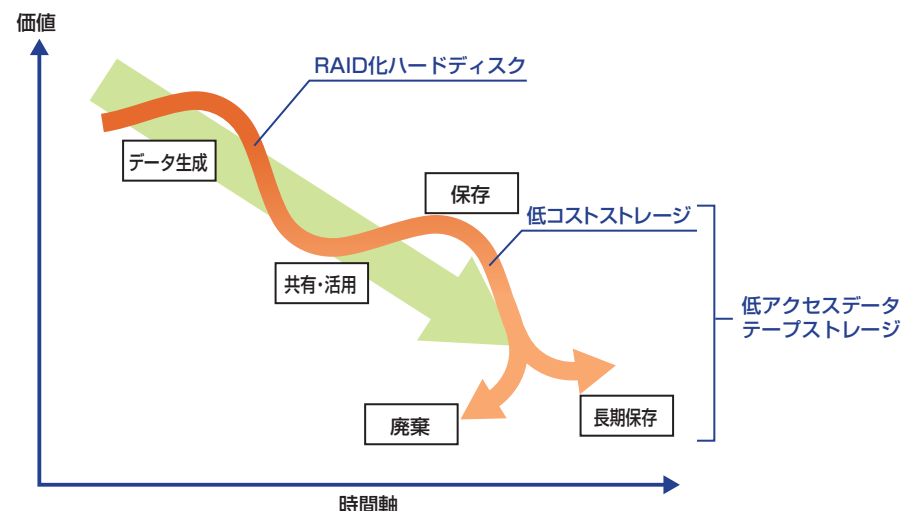 価値
RAID化ハードディスク
データ生成
保存
低コストストレージ
共有・活用
低アクセスデータ
テープストレージ
廃棄
長期保存
時間軸